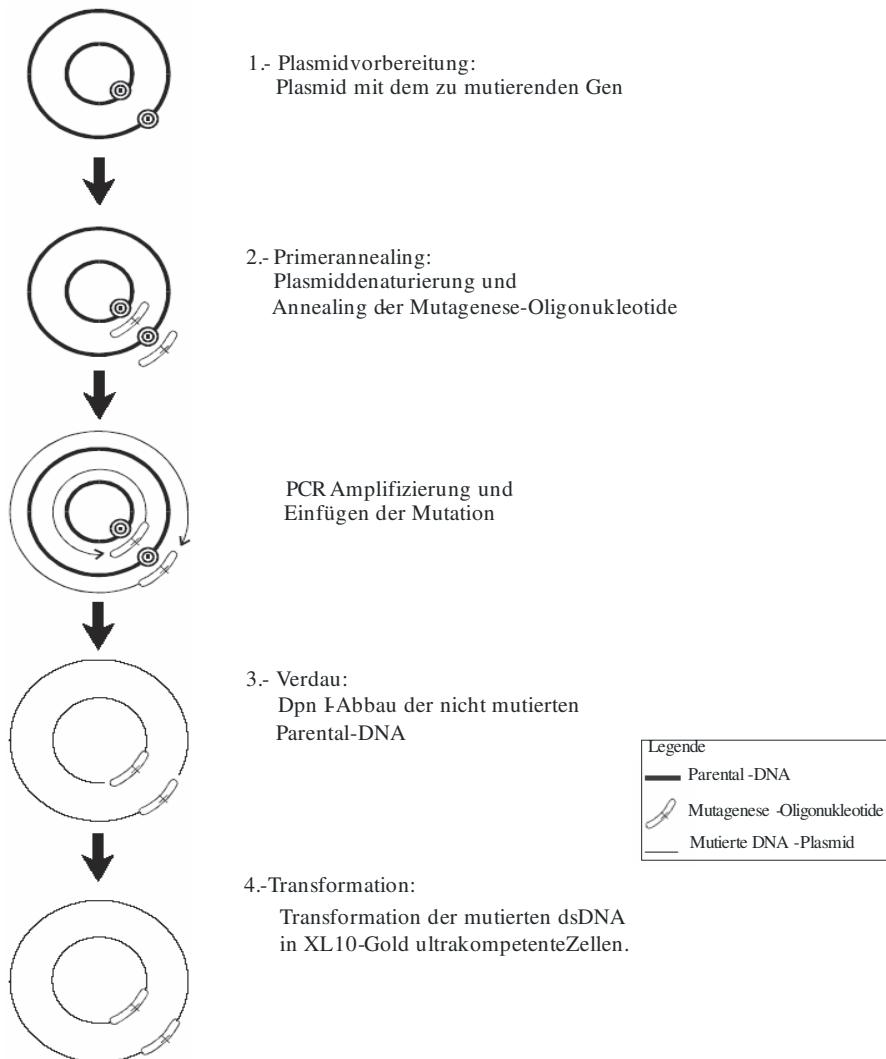 1.- Plasmidvorbereitung:
Plasmid mit dem zu mutierenden Gen
2.- Primerannealing:
Plasmiddenaturierung und
Annealing der Mutagenese-Oligonukleotide
PCR Amplifizierung und
Einfügen der Mutation
3.- Verdau:
Dpn I-Abbau der nicht mutierten
Parental-DNA
Legende
Parental -DNA
Mutagenese -Oligonukleotide
Mutierte DNA -Plasmid
4.-Transformation:
Transformation der mutierten dsDNA
in XL10-Gold ultrakompetenteZellen.